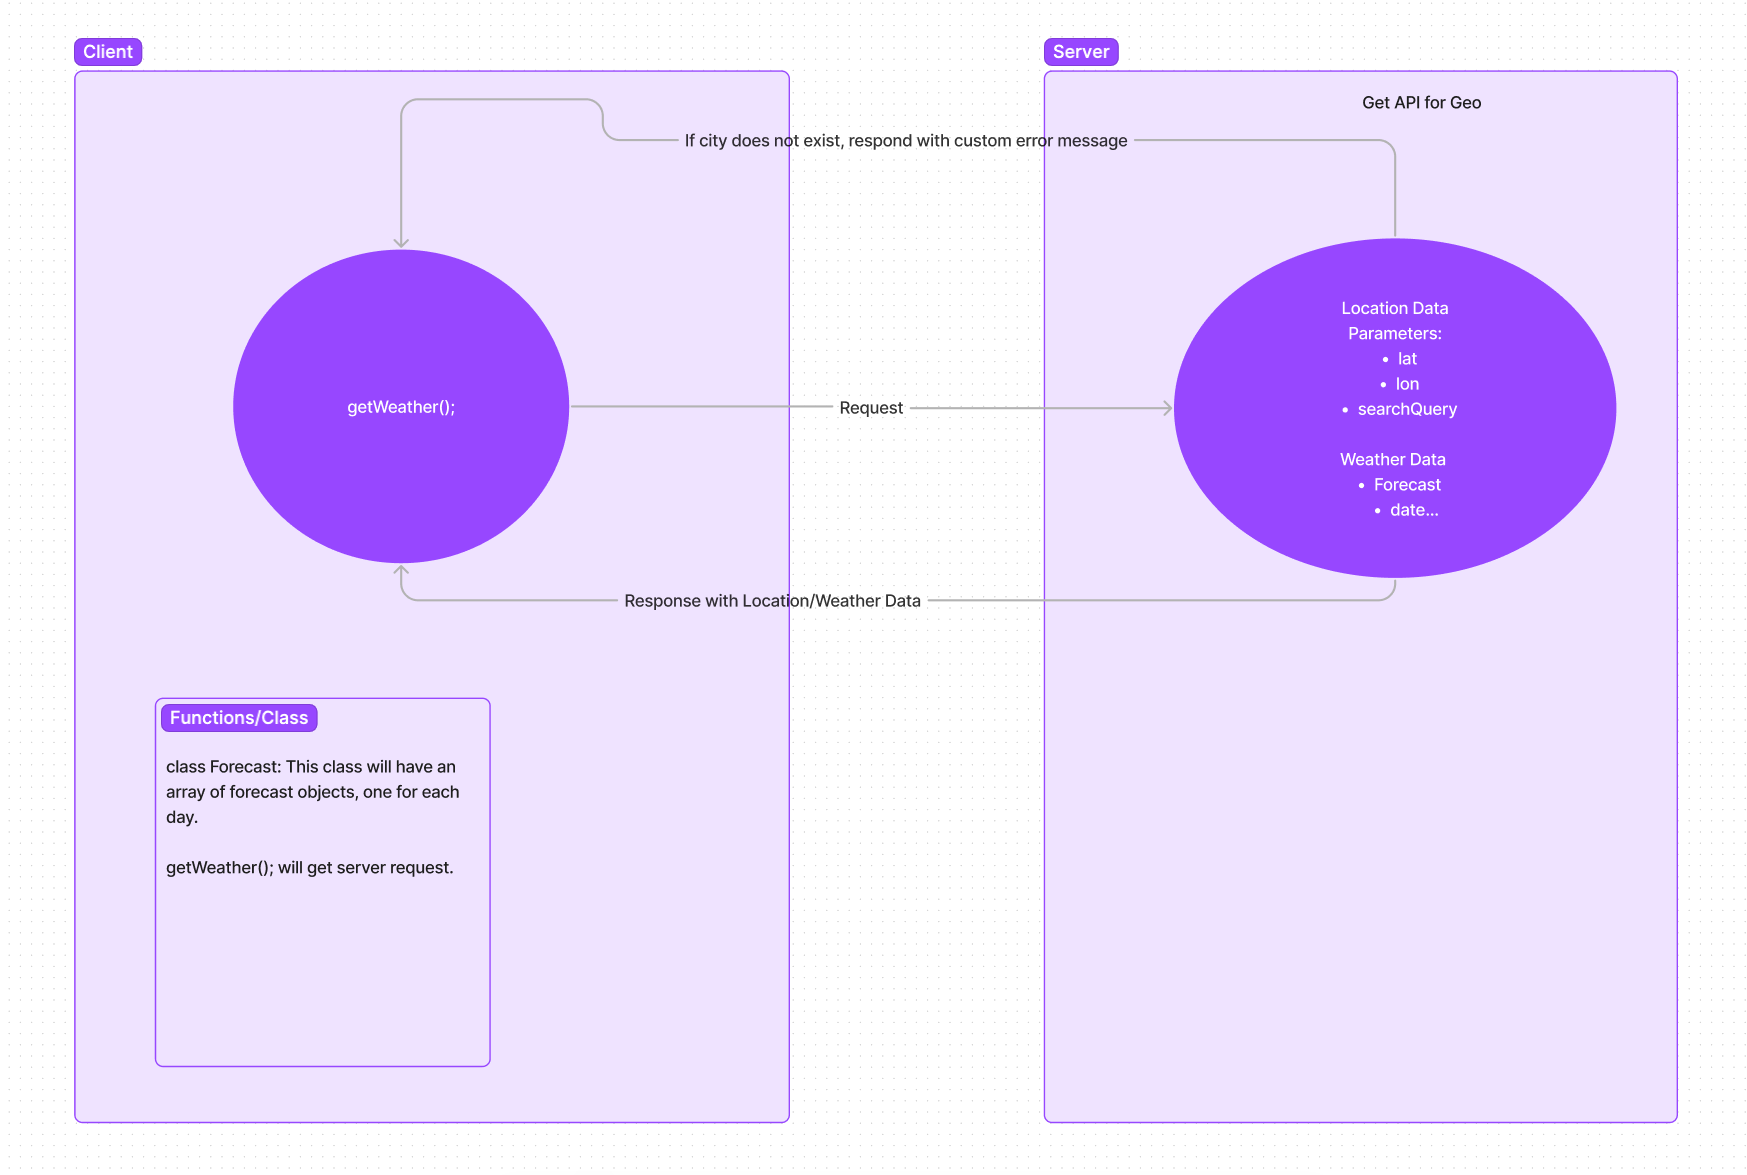 Client
Server
Get API for Geo
If city does not exist, respond with custom error message
getWeather();
Request
Location Data
Parameters:
• lat
• lon
• searchQuery
Weather Data
• Forecast
• date...
Response with Location/Weather Data
Functions/Class
class Forecast: This class will have an
array of forecast objects, one for each
day.
getWeather(); will get server request.